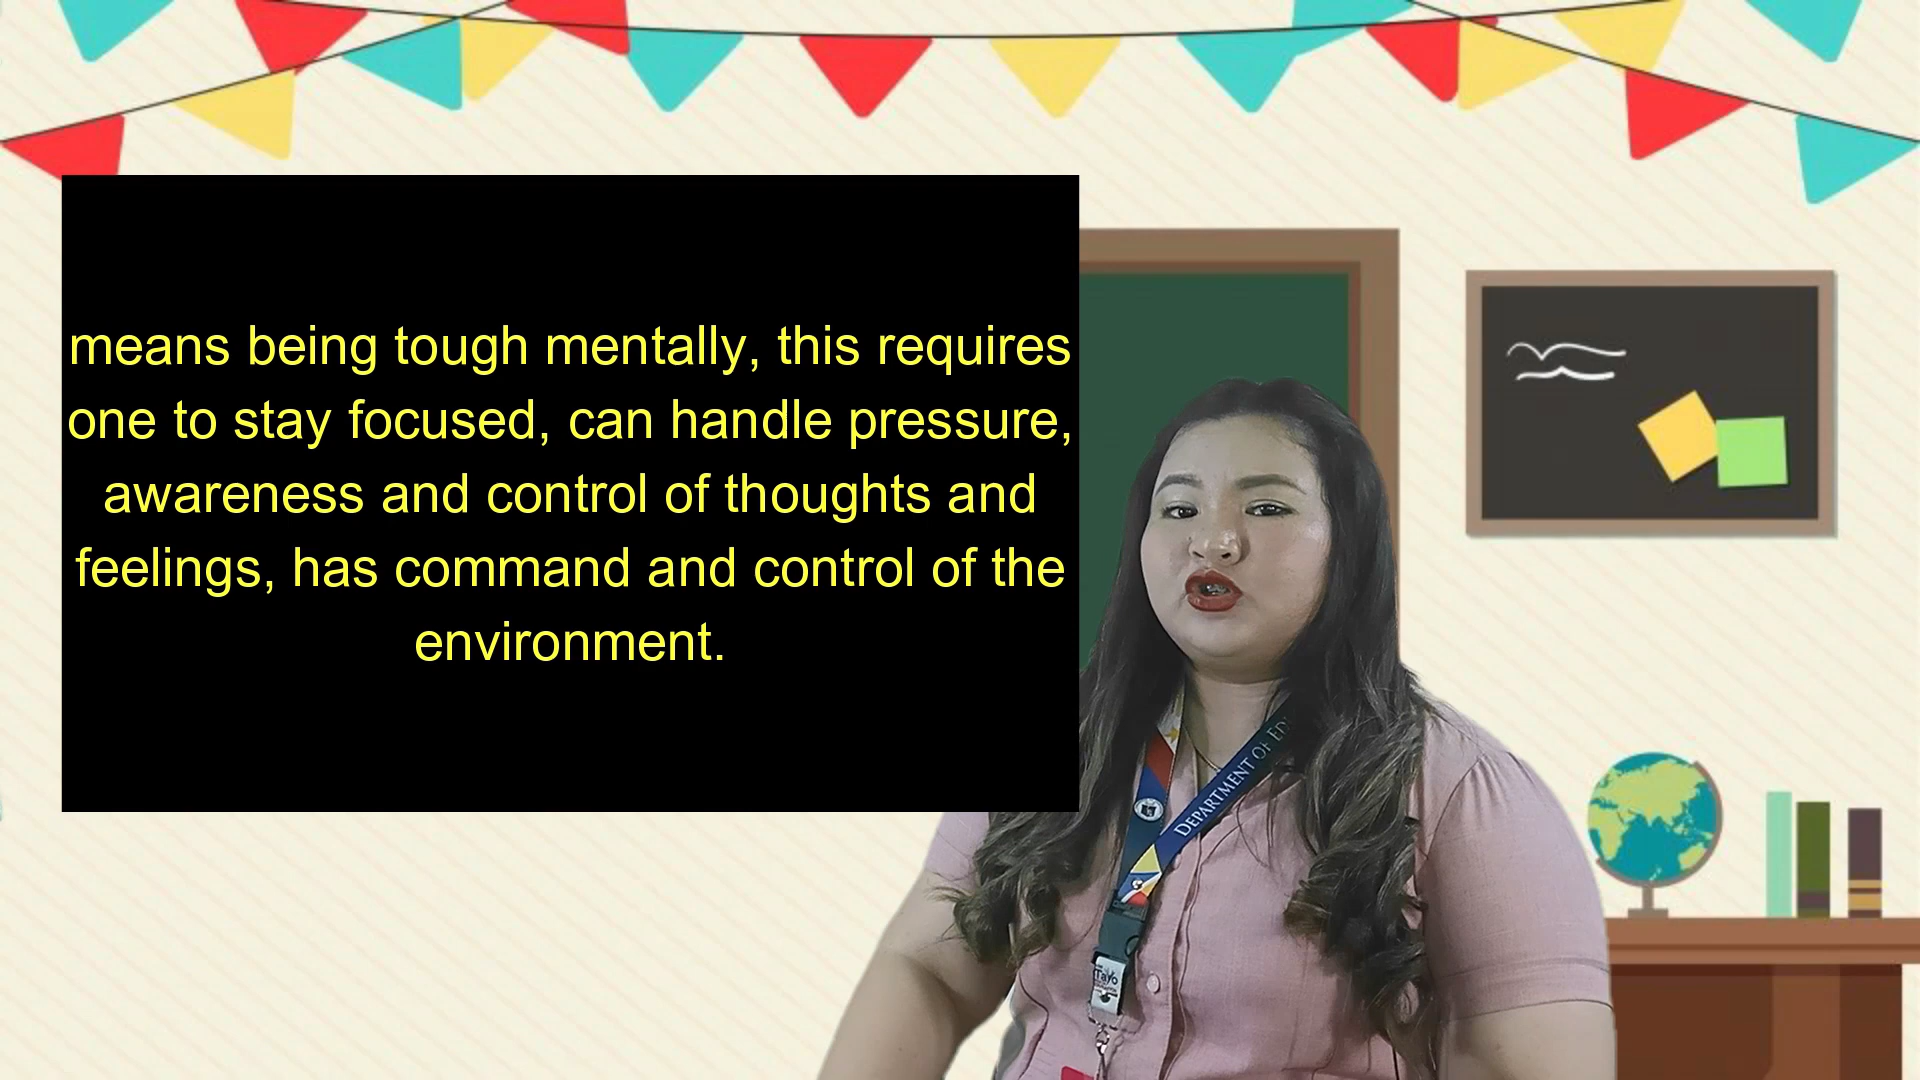 means being tough mentally, this requires
one to stay focused, can handle pressure,
awareness and control of thoughts and
feelings, has command and control of the
environment.
DEPARTMENT OF ED
Tayo